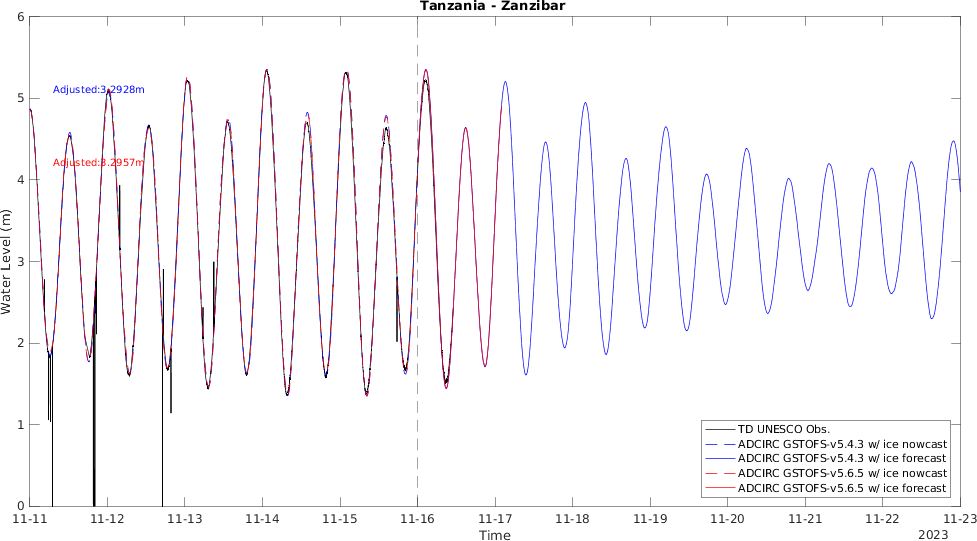 Tanzania - Zanzibar
6
5
4
3
2
1
0
Water Level (m)
Adjusted:3.2928m
Adjusted:3.2957m
TD UNESCO Obs.
ADCIRC GSTOFS-v5.4.3 w/ ice nowcast
ADCIRC GSTOFS-v5.4.3 w/ ice forecast
ADCIRC GSTOFS-v5.6.5 w/ ice nowcast
ADCIRC GSTOFS-v5.6.5 w/ ice forecast
11-11 11-12 11-13 11-14 11-15 11-16 11-17 11-18 11-19 11-20 11-21 11-22 11-23
Time
2023